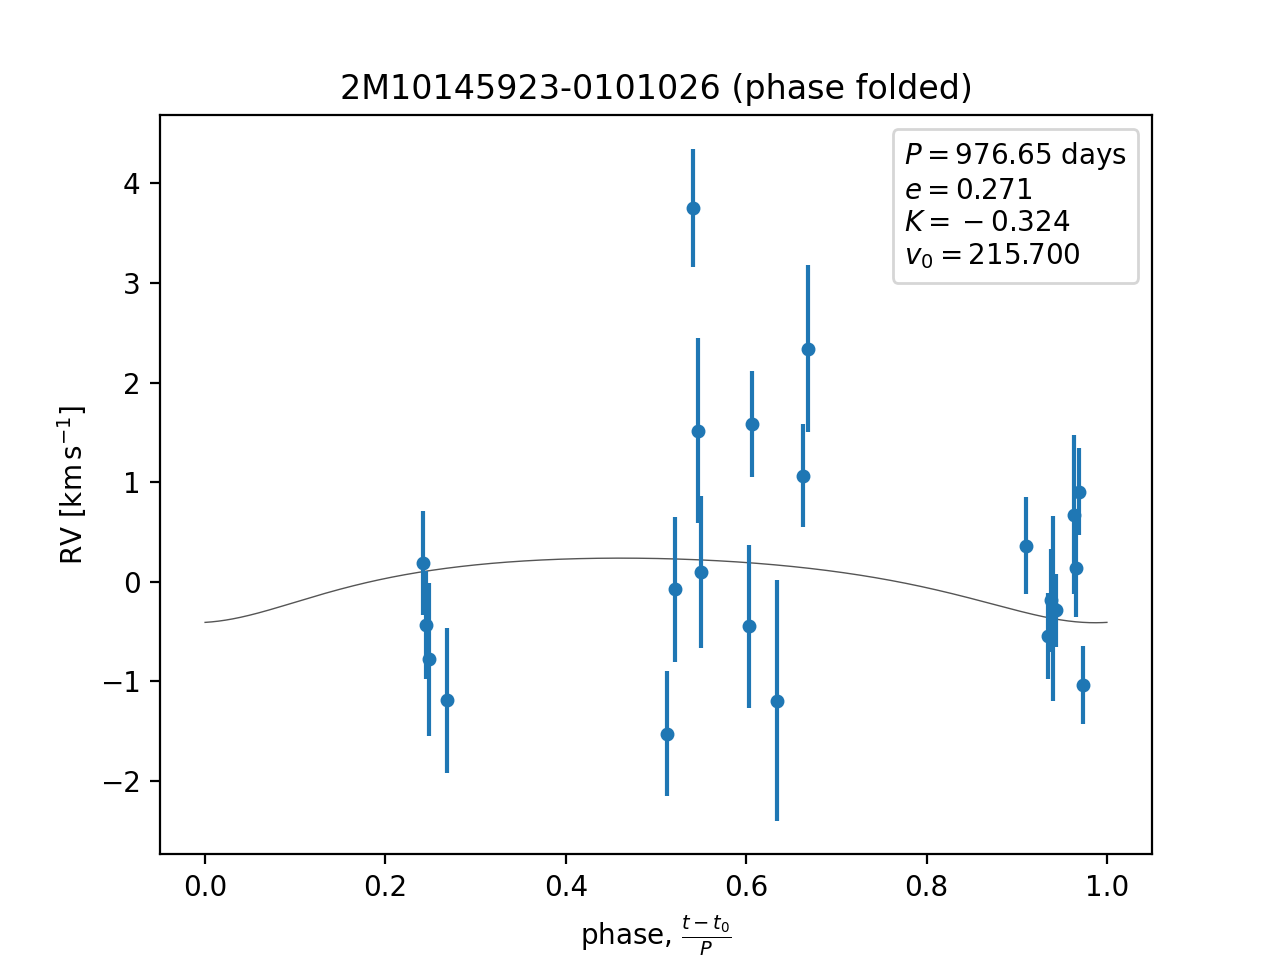 2M10145923-0101026 (phase folded)
P = 976.65 days
e = 0.271
K = −0.324
v₀ = 215.700
4
3
2
1
0
−1
−2
RV [km s⁻¹]
0.0 0.2 0.4 0.6 0.8 1.0
phase, (t − t₀)/P